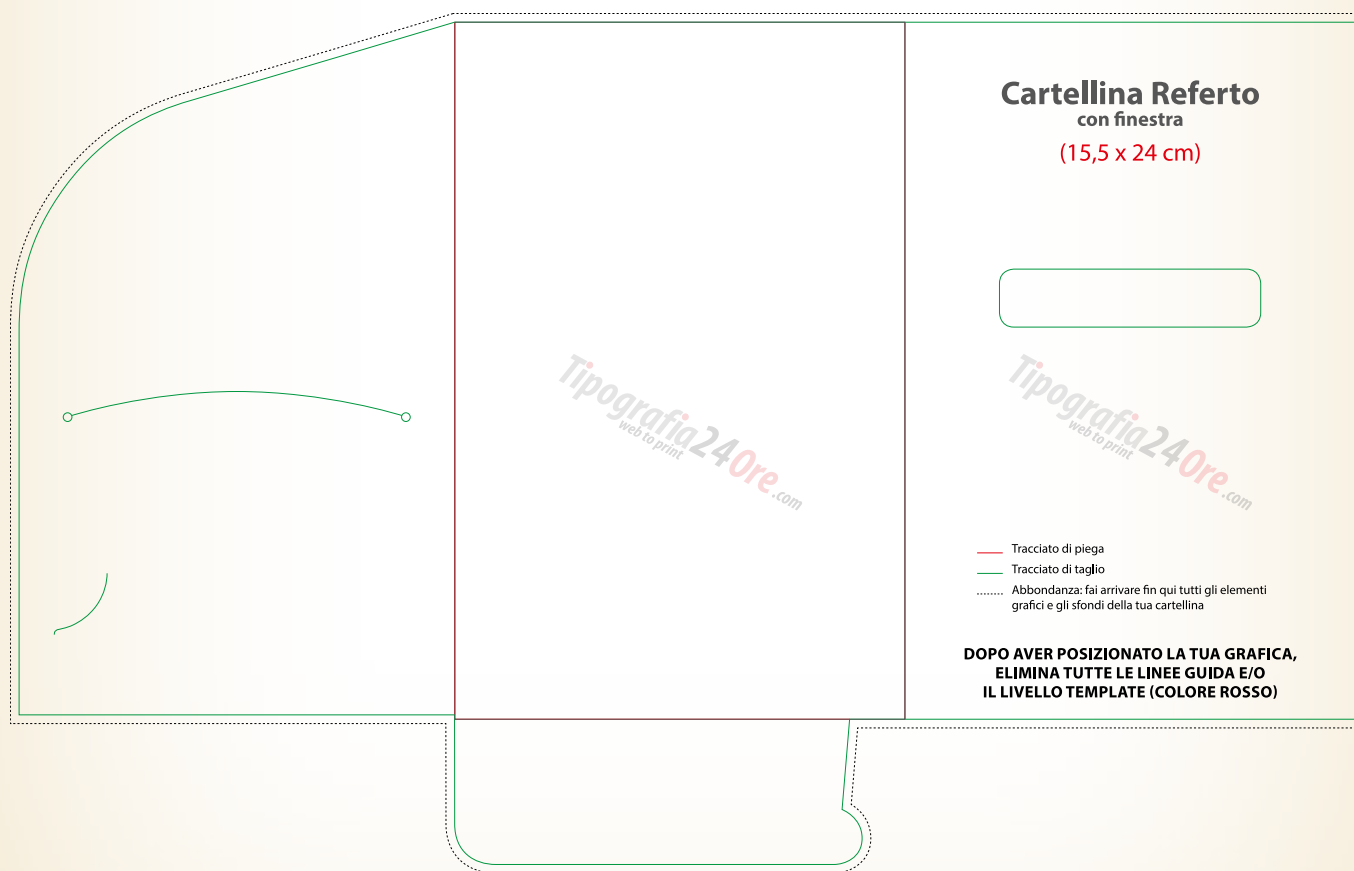 Cartellina Referto
con finestra
(15,5 x 24 cm)
Tipografia24Ore.com
web to print
Tipografia24Ore.com
web to print
Tracciato di piega
Tracciato di taglio
Abbondanza: fai arrivare fin qui tutti gli elementi
grafici e gli sfondi della tua cartellina
DOPO AVER POSIZIONATO LA TUA GRAFICA,
ELIMINA TUTTE LE LINEE GUIDA E/O
IL LIVELLO TEMPLATE (COLORE ROSSO)